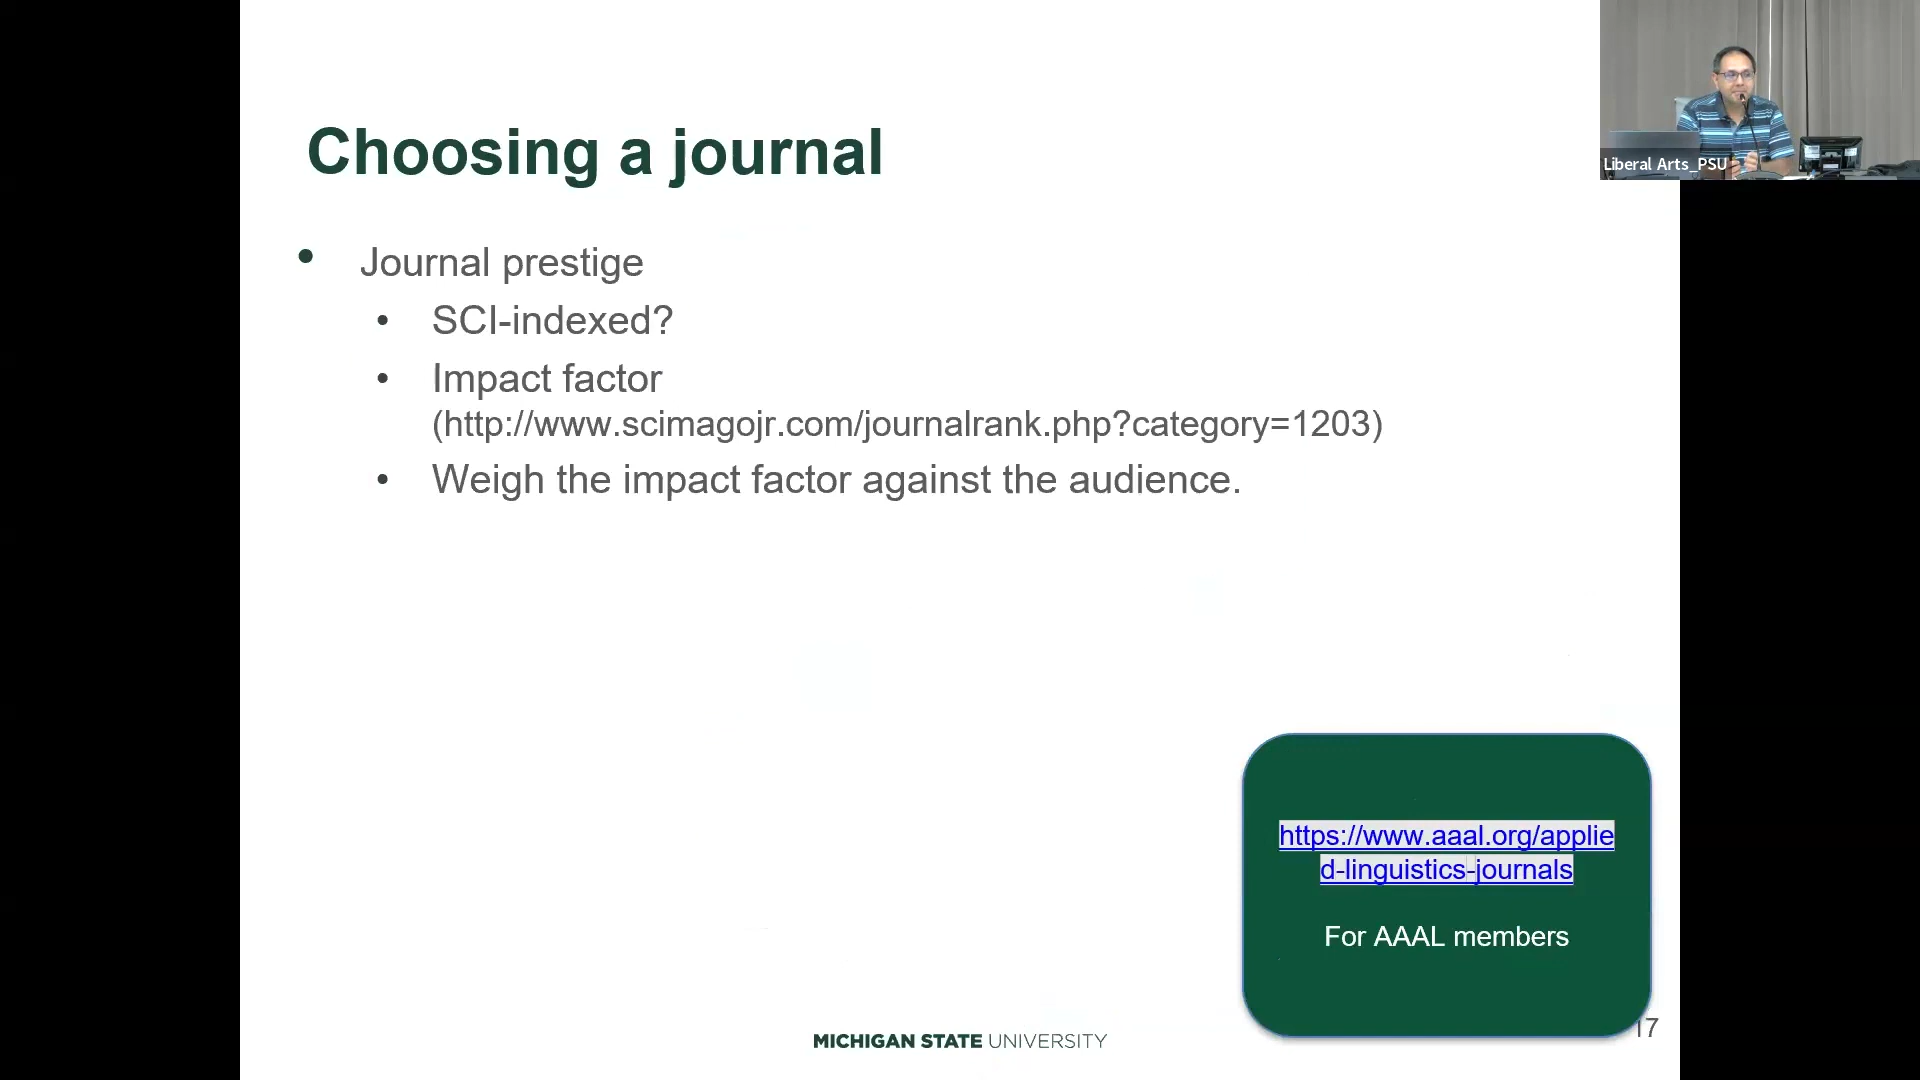 Choosing a journal
Liberal Arts_PSU
• Journal prestige
• SCI-indexed?
• Impact factor
(http://www.scimagojr.com/journalrank.php?category=1203)
• Weigh the impact factor against the audience.
https://www.aaal.org/applie
d-linguistics-journals
For AAAL members
MICHIGAN STATE UNIVERSITY
17